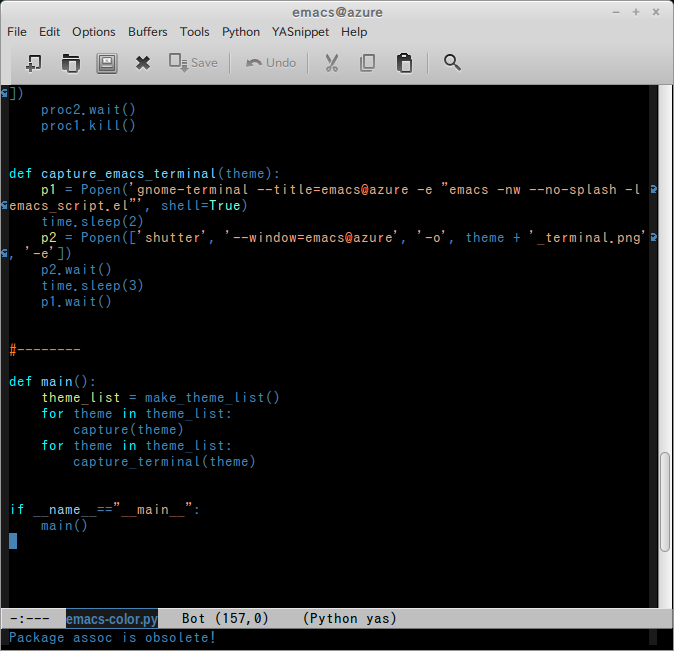 emacs@azure
File Edit Options Buffers Tools Python YASnippet Help
Save Undo
])
    proc2.wait()
    proc1.kill()
def capture_emacs_terminal(theme):
    p1 = Popen('gnome-terminal --title=emacs@azure -e "emacs -nw --no-splash -l
emacs_script.el"', shell=True)
    time.sleep(2)
    p2 = Popen(['shutter', '--window=emacs@azure', '-o', theme + '_terminal.png'
, '-e'])
    p2.wait()
    time.sleep(3)
    p1.wait()
#--------
def main():
    theme_list = make_theme_list()
    for theme in theme_list:
        capture(theme)
    for theme in theme_list:
        capture_terminal(theme)
if __name__=="__main__":
    main()
-:--- emacs-color.py Bot (157,0) (Python yas)
Package assoc is obsolete!